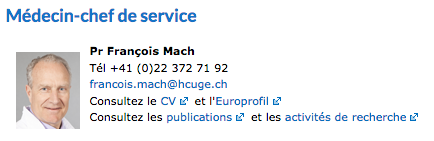 Médecin-chef de service
Pr François Mach
Tél +41 (0)22 372 71 92
francois.mach@hcuge.ch
Consultez le CV et l'Europrofil
Consultez les publications et les activités de recherche